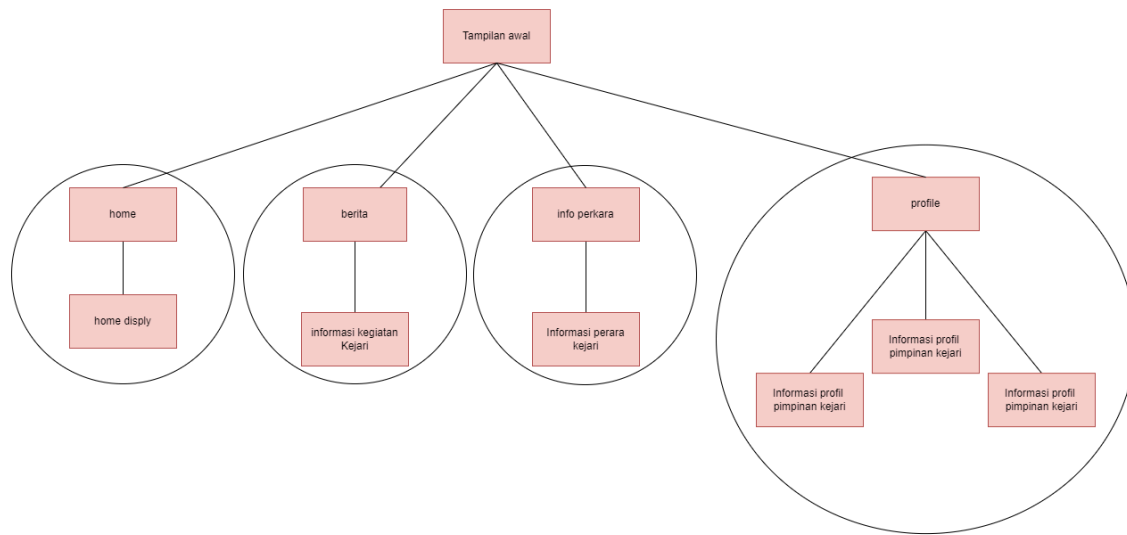 Tampilan awal
home
berita
info perkara
profile
home disply
informasi kegiatan
Kejari
Informasi perara
kejari
Informasi profil
pimpinan kejari
Informasi profil
pimpinan kejari
Informasi profil
pimpinan kejari